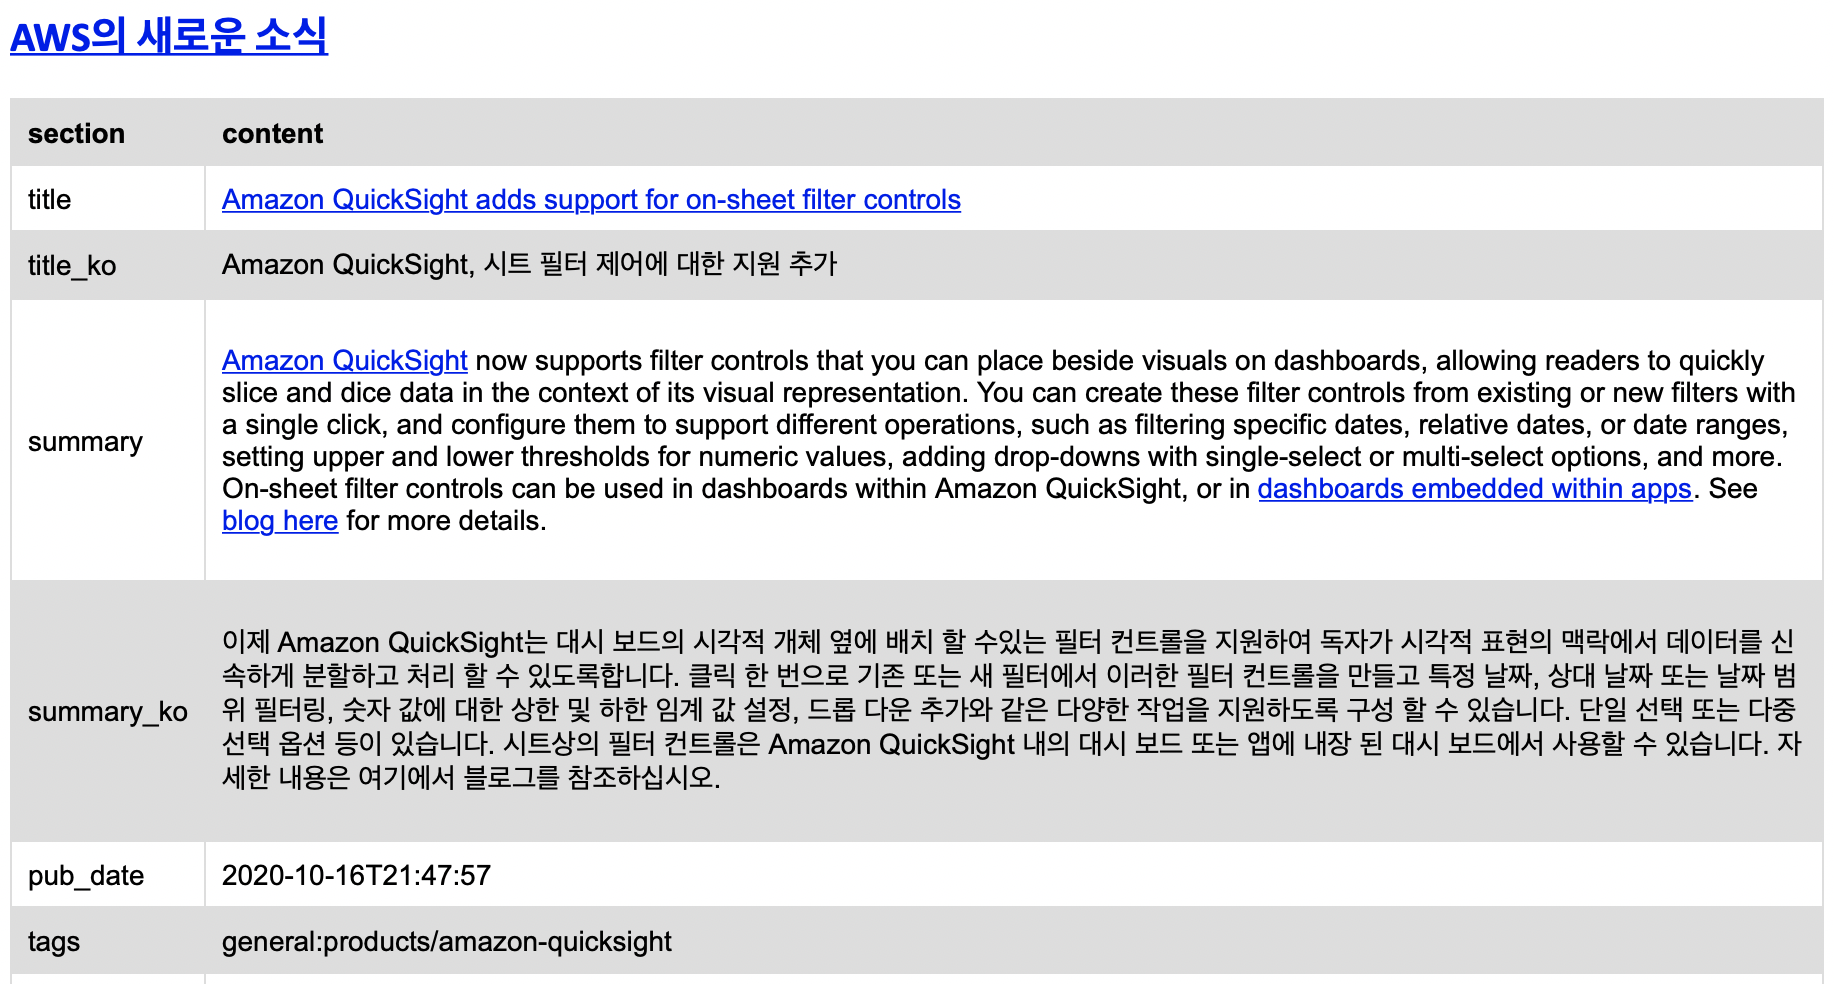 AWS의 새로운 소식
section content
title Amazon QuickSight adds support for on-sheet filter controls
title_ko Amazon QuickSight, 시트 필터 제어에 대한 지원 추가
summary
Amazon QuickSight now supports filter controls that you can place beside visuals on dashboards, allowing readers to quickly
slice and dice data in the context of its visual representation. You can create these filter controls from existing or new filters with
a single click, and configure them to support different operations, such as filtering specific dates, relative dates, or date ranges,
setting upper and lower thresholds for numeric values, adding drop-downs with single-select or multi-select options, and more.
On-sheet filter controls can be used in dashboards within Amazon QuickSight, or in dashboards embedded within apps. See
blog here for more details.
summary_ko
이제 Amazon QuickSight는 대시 보드의 시각적 개체 옆에 배치 할 수있는 필터 컨트롤을 지원하여 독자가 시각적 표현의 맥락에서 데이터를 신
속하게 분할하고 처리 할 수 있도록합니다. 클릭 한 번으로 기존 또는 새 필터에서 이러한 필터 컨트롤을 만들고 특정 날짜, 상대 날짜 또는 날짜 범
위 필터링, 숫자 값에 대한 상한 및 하한 임계 값 설정, 드롭 다운 추가와 같은 다양한 작업을 지원하도록 구성 할 수 있습니다. 단일 선택 또는 다중
선택 옵션 등이 있습니다. 시트상의 필터 컨트롤은 Amazon QuickSight 내의 대시 보드 또는 앱에 내장 된 대시 보드에서 사용할 수 있습니다. 자
세한 내용은 여기에서 블로그를 참조하십시오.
pub_date 2020-10-16T21:47:57
tags general:products/amazon-quicksight